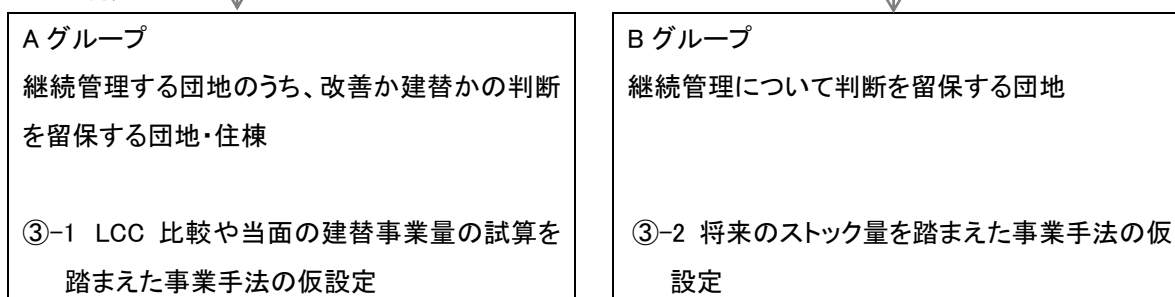 A グループ
継続管理する団地のうち、改善か建替かの判断
を留保する団地・住棟
③-1 LCC 比較や当面の建替事業量の試算を
踏まえた事業手法の仮設定
B グループ
継続管理について判断を留保する団地
③-2 将来のストック量を踏まえた事業手法の仮
設定